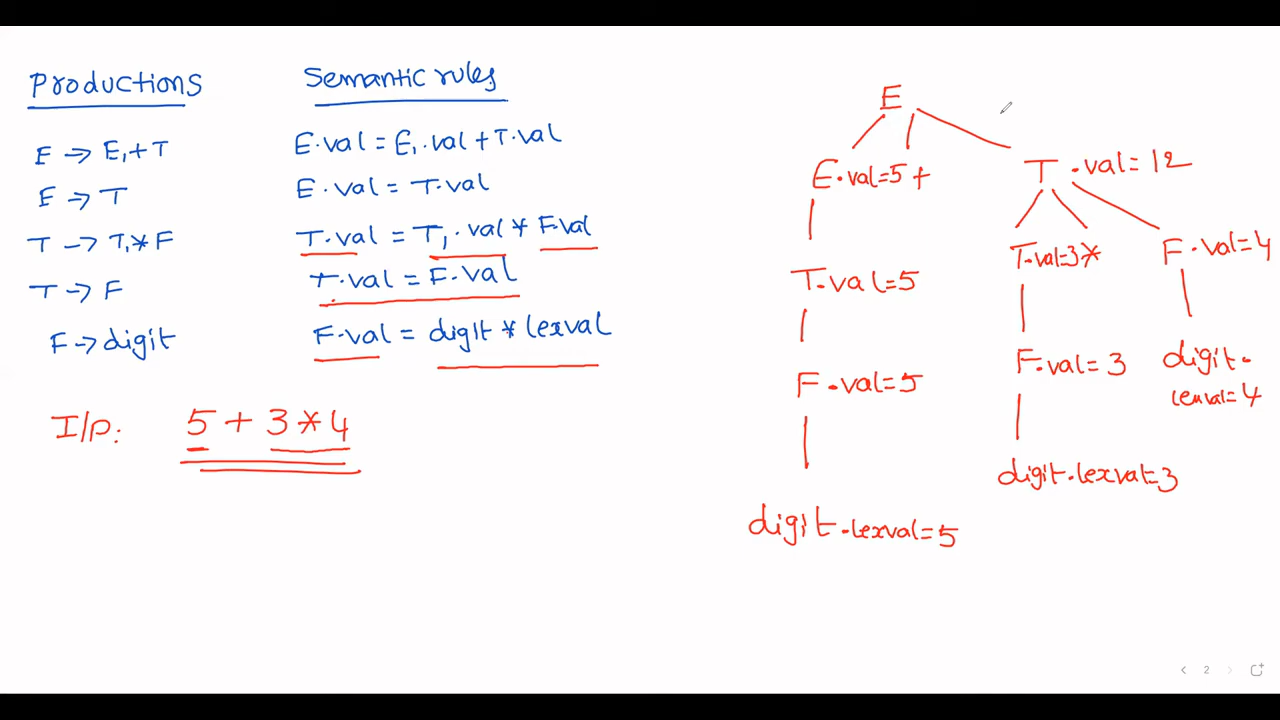 Productions
Semantic rules
E → E₁ + T
E·val = E₁·val + T·val
E → T
E·val = T·val
T → T₁ * F
T·val = T₁·val * F·val
T → F
T·val = F·val
F → digit
F·val = digit * lexval
I/p: 5 + 3 * 4
E
E·val=5 + T·val=12
T·val=3 * F·val=4
T·val=5
F·val=3 digit·
lexval=4
F·val=5
digit·lexval=3
digit·lexval=5
2